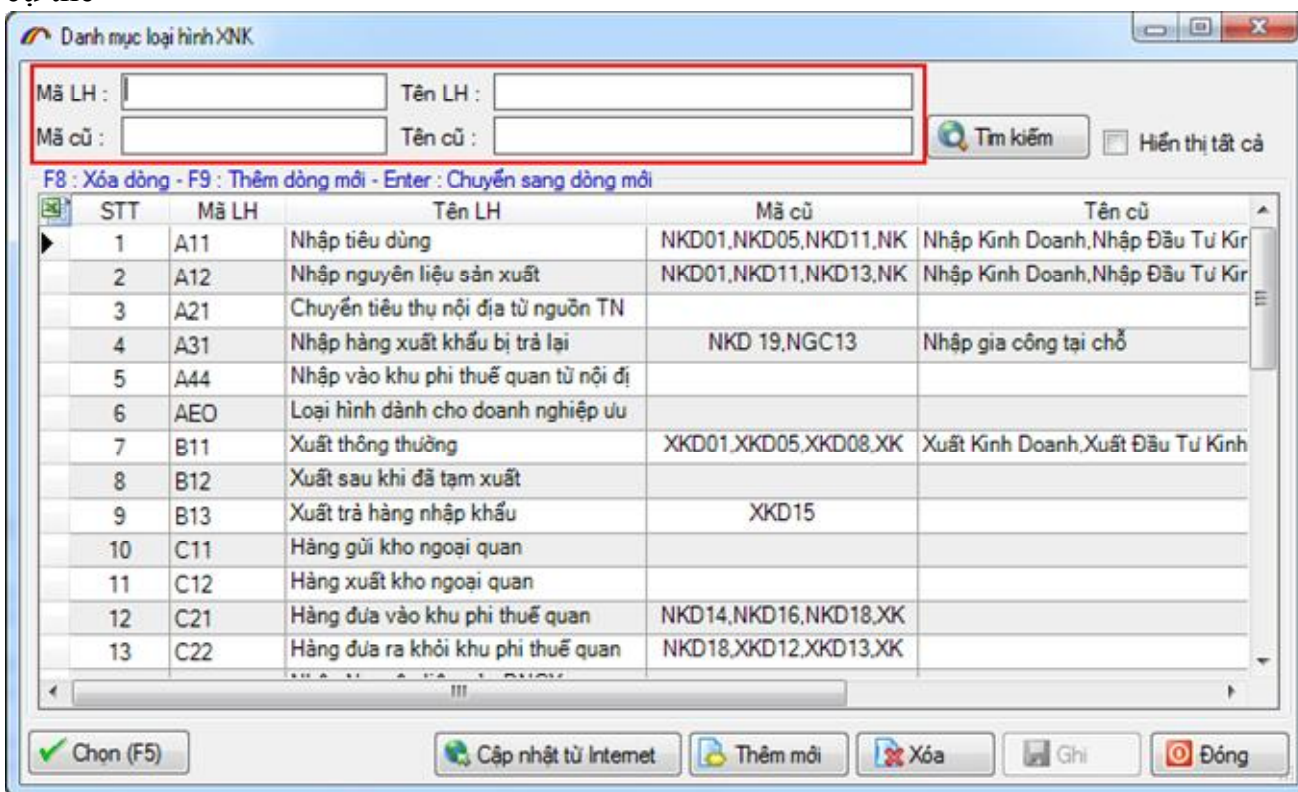 Danh mục loại hình XNK
Mã LH : Tên LH :
Mã cũ : Tên cũ : Tìm kiếm Hiển thị tất cả
F8 : Xóa dòng - F9 : Thêm dòng mới - Enter : Chuyển sang dòng mới
STT Mã LH Tên LH Mã cũ Tên cũ
1 A11 Nhập tiêu dùng NKD01,NKD05,NKD11,NK Nhập Kinh Doanh,Nhập Đầu Tư Kin
2 A12 Nhập nguyên liệu sản xuất NKD01,NKD11,NKD13,NK Nhập Kinh Doanh,Nhập Đầu Tư Kin
3 A21 Chuyển tiêu thụ nội địa từ nguồn TN
4 A31 Nhập hàng xuất khẩu bị trả lại NKD 19,NGC13 Nhập gia công tại chỗ
5 A44 Nhập vào khu phi thuế quan từ nội đị
6 AEO Loại hình dành cho doanh nghiệp ưu
7 B11 Xuất thông thường XKD01,XKD05,XKD08,XK Xuất Kinh Doanh,Xuất Đầu Tư Kinh
8 B12 Xuất sau khi đã tạm xuất
9 B13 Xuất trả hàng nhập khẩu XKD15
10 C11 Hàng gửi kho ngoại quan
11 C12 Hàng xuất kho ngoại quan
12 C21 Hàng đưa vào khu phi thuế quan NKD14,NKD16,NKD18,XK
13 C22 Hàng đưa ra khỏi khu phi thuế quan NKD18,XKD12,XKD13,XK
Chọn (F5) Cập nhật từ Internet Thêm mới Xóa Ghi Đóng